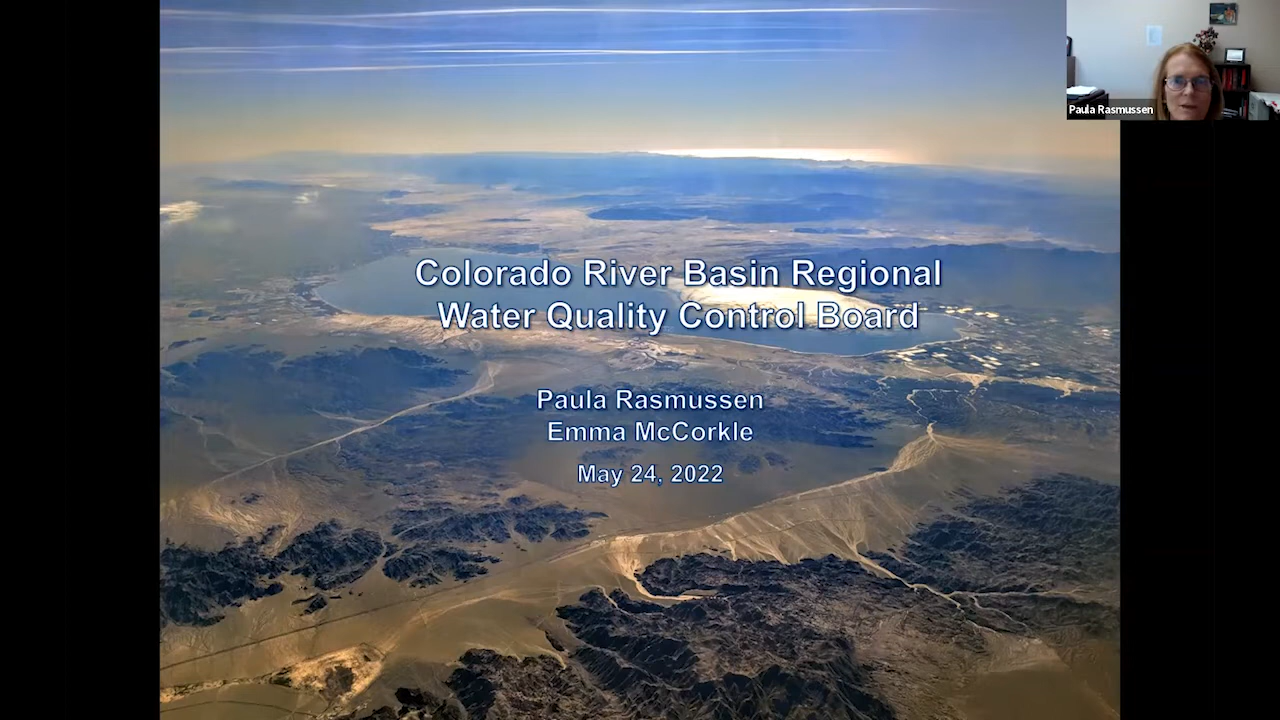 Paula Rasmussen
Colorado River Basin Regional
Water Quality Control Board
Paula Rasmussen
Emma McCorkle
May 24, 2022